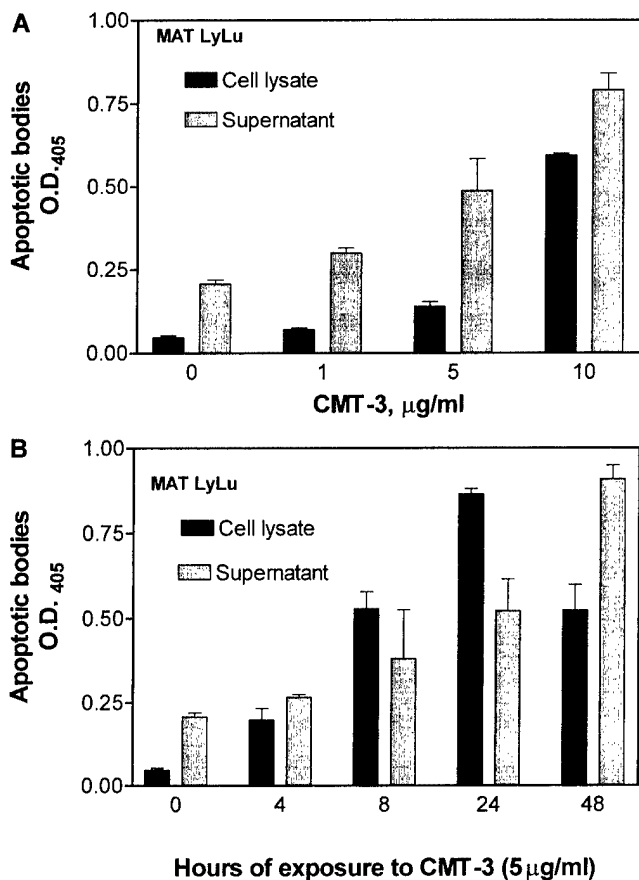 A
MAT LyLu
Cell lysate
Supernatant
Apoptotic bodies
O.D.405
1.00
0.75
0.50
0.25
0.00
0 1 5 10
CMT-3, µg/ml
B
MAT LyLu
Cell lysate
Supernatant
Apoptotic bodies
O.D. 405
1.00
0.75
0.50
0.25
0.00
0 4 8 24 48
Hours of exposure to CMT-3 (5µg/ml)